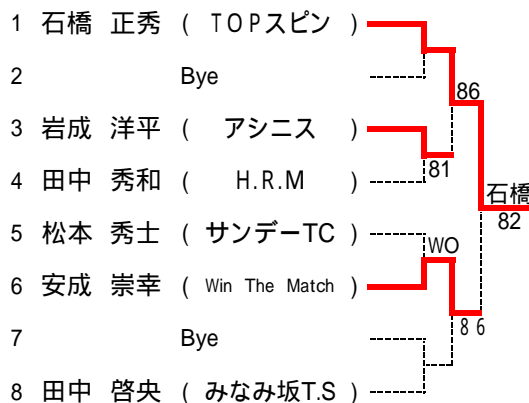 1 石橋 正秀 ( TOPスピン )
2 Bye
86
3 岩成 洋平 ( アシニス )
81
4 田中 秀和 ( H.R.M )
石橋
82
5 松本 秀士 ( サンデーTC )
WO
6 安成 崇幸 ( Win The Match )
8 6
7 Bye
8 田中 啓央 ( みなみ坂T.S )